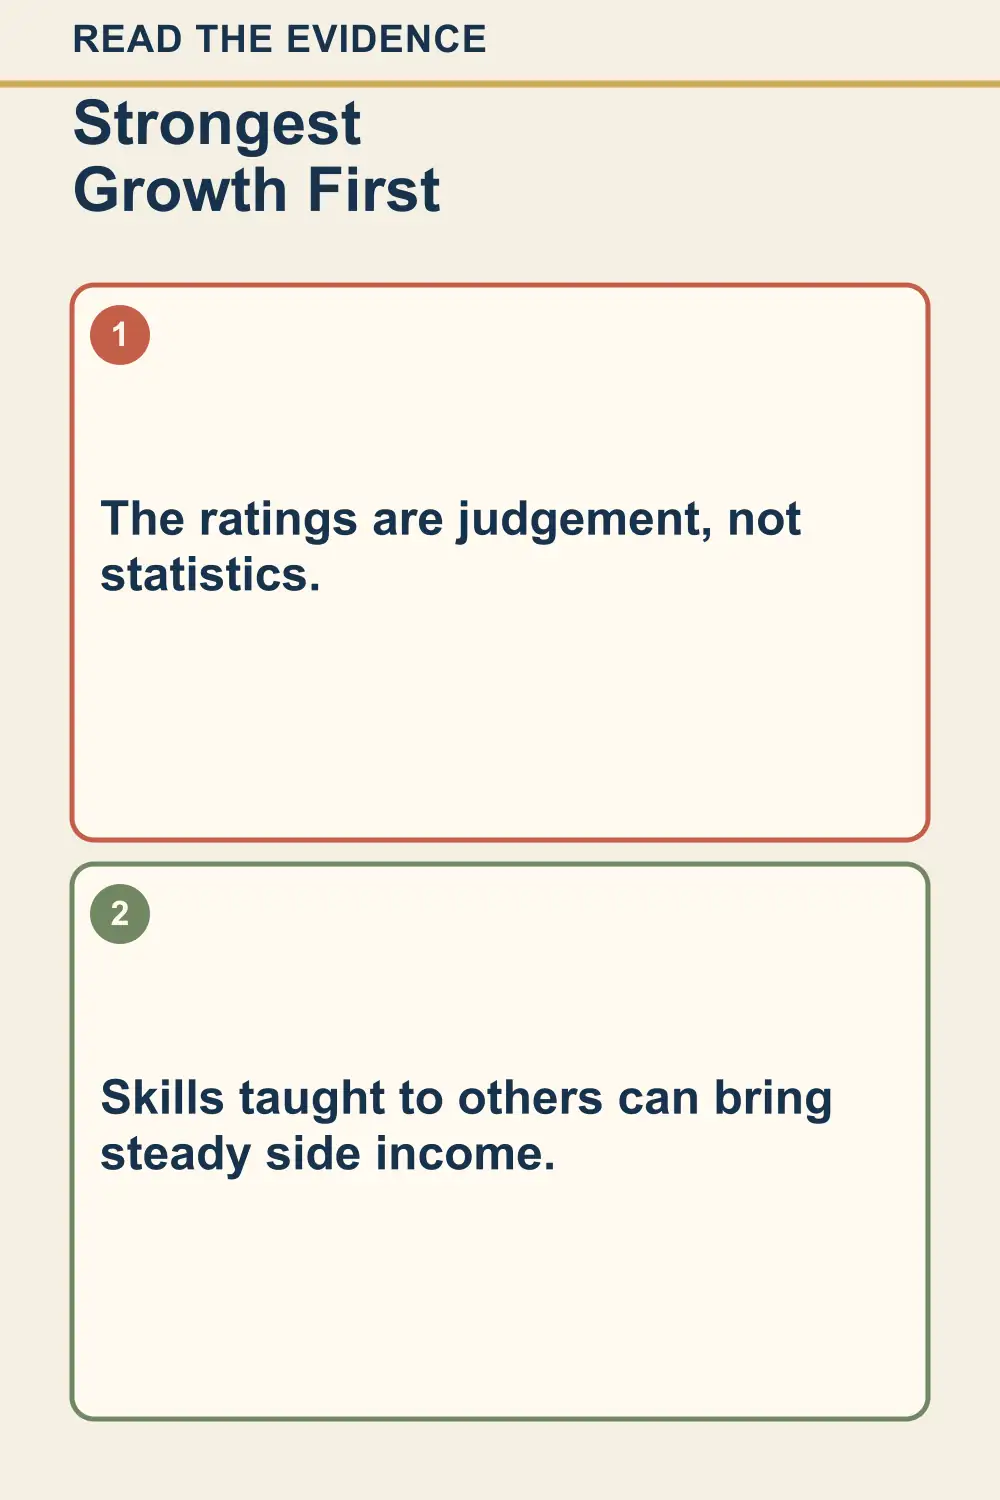 READ THE EVIDENCE
Strongest
Growth First
1
The ratings are judgement, not
statistics.
2
Skills taught to others can bring
steady side income.